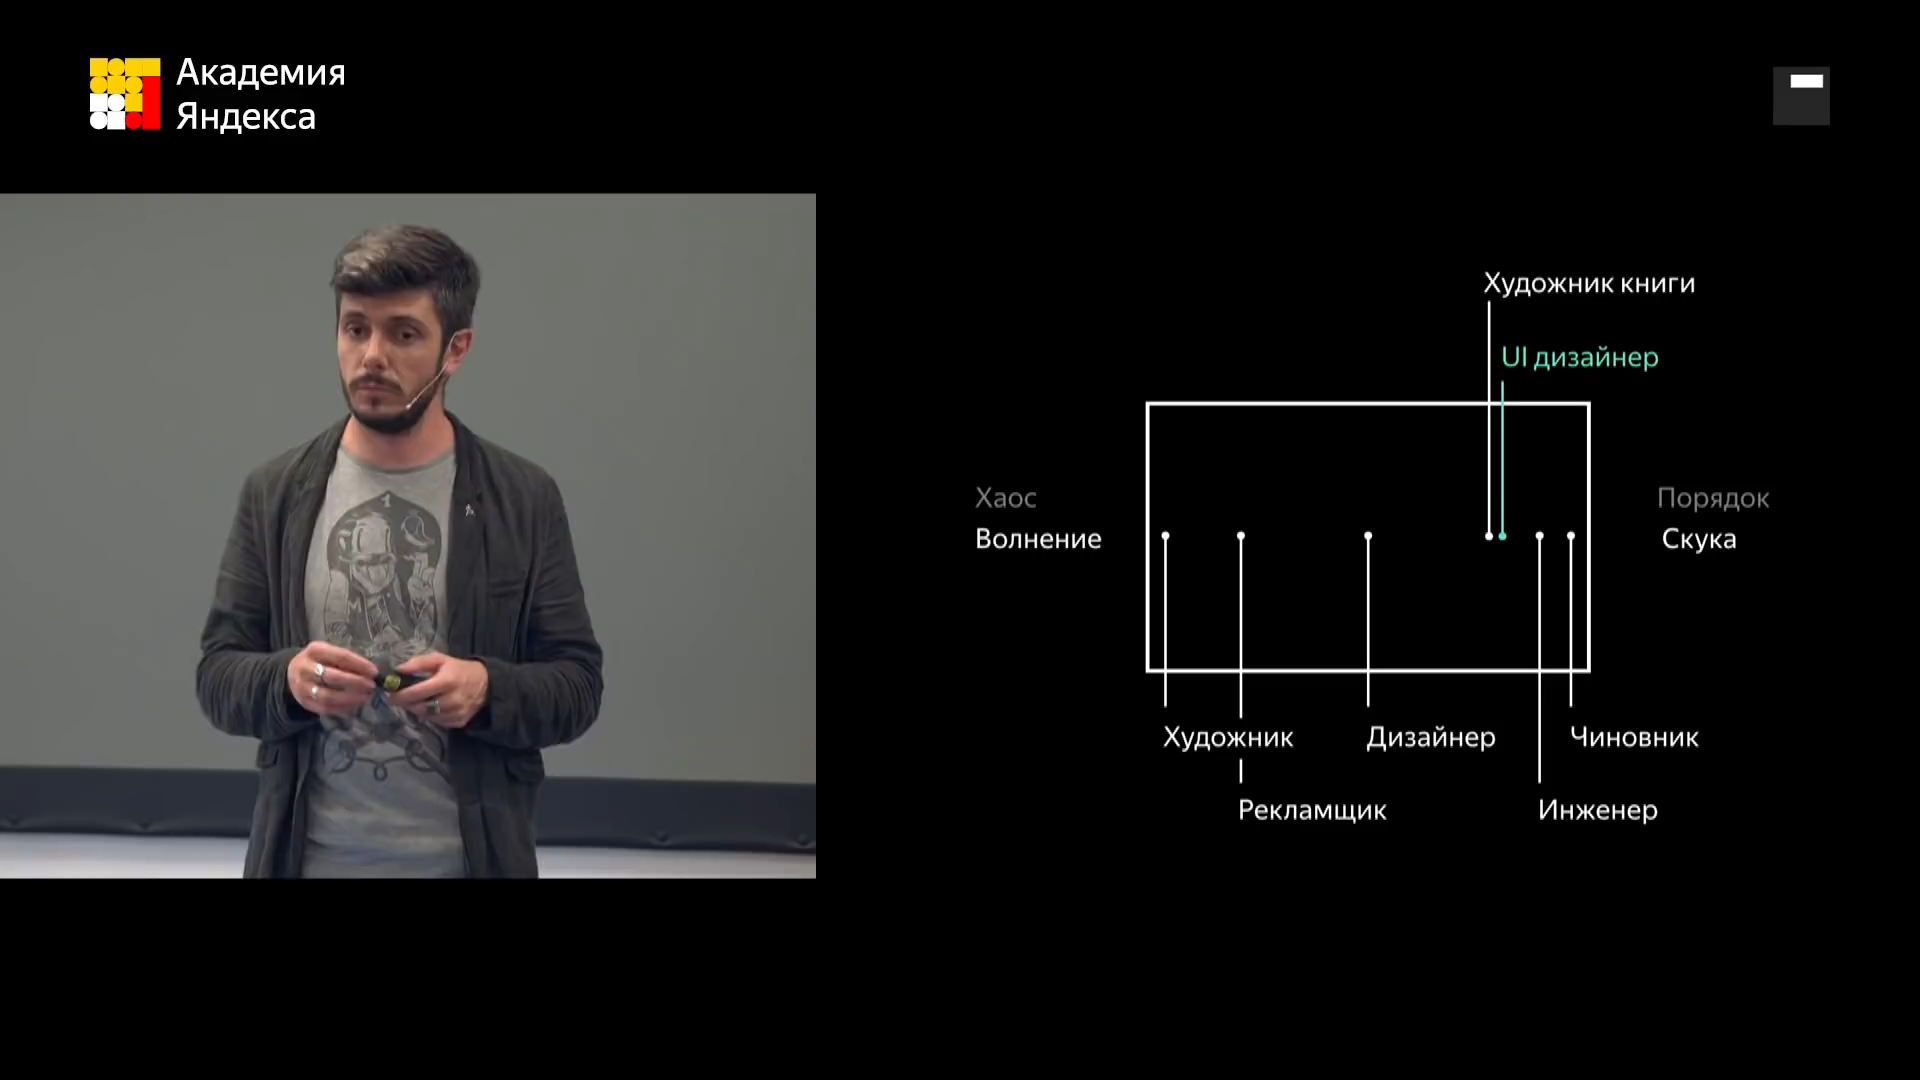 Академия
Яндекса
Художник книги
UI дизайнер
Хаос
Порядок
Волнение
Скука
Художник
Дизайнер
Чиновник
Рекламщик
Инженер